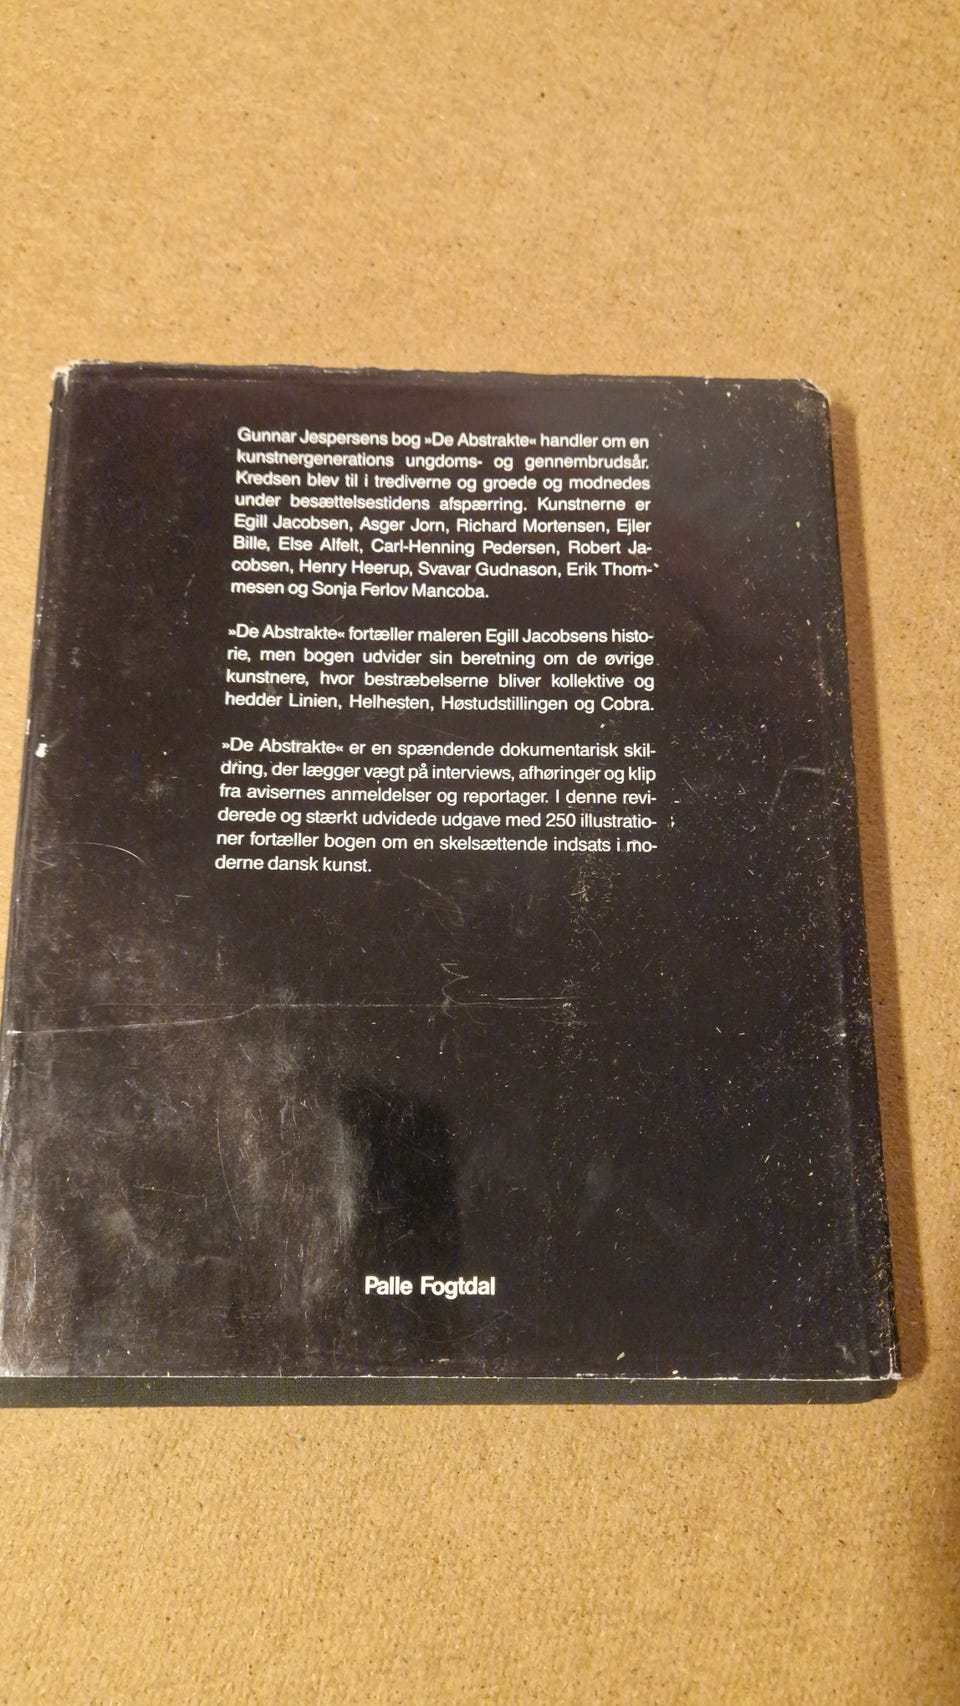 Gunnar Jespersens bog »De Abstrakte« handler om en
kunstnergenerations ungdoms- og gennembrudsår.
Kredsen blev til i trediverne og groede og modnedes
under besættelsestidens afspærring. Kunstnerne er
Egill Jacobsen, Asger Jorn, Richard Mortensen, Ejler
Bille, Else Alfelt, Carl-Henning Pedersen, Robert Ja-
cobsen, Henry Heerup, Svavar Gudnason, Erik Thom-
mesen og Sonja Ferlov Mancoba.
»De Abstrakte« fortæller maleren Egill Jacobsens histo-
rie, men bogen udvider sin beretning om de øvrige
kunstnere, hvor bestræbelserne bliver kollektive og
hedder Linien, Helhesten, Høstudstillingen og Cobra.
»De Abstrakte« er en spændende dokumentarisk skil-
dring, der lægger vægt på interviews, afhøringer og klip
fra avisernes anmeldelser og reportager. I denne revi-
derede og stærkt udvidede udgave med 250 illustratio-
ner fortæller bogen om en skelsættende indsats i mo-
derne dansk kunst.
Palle Fogtdal